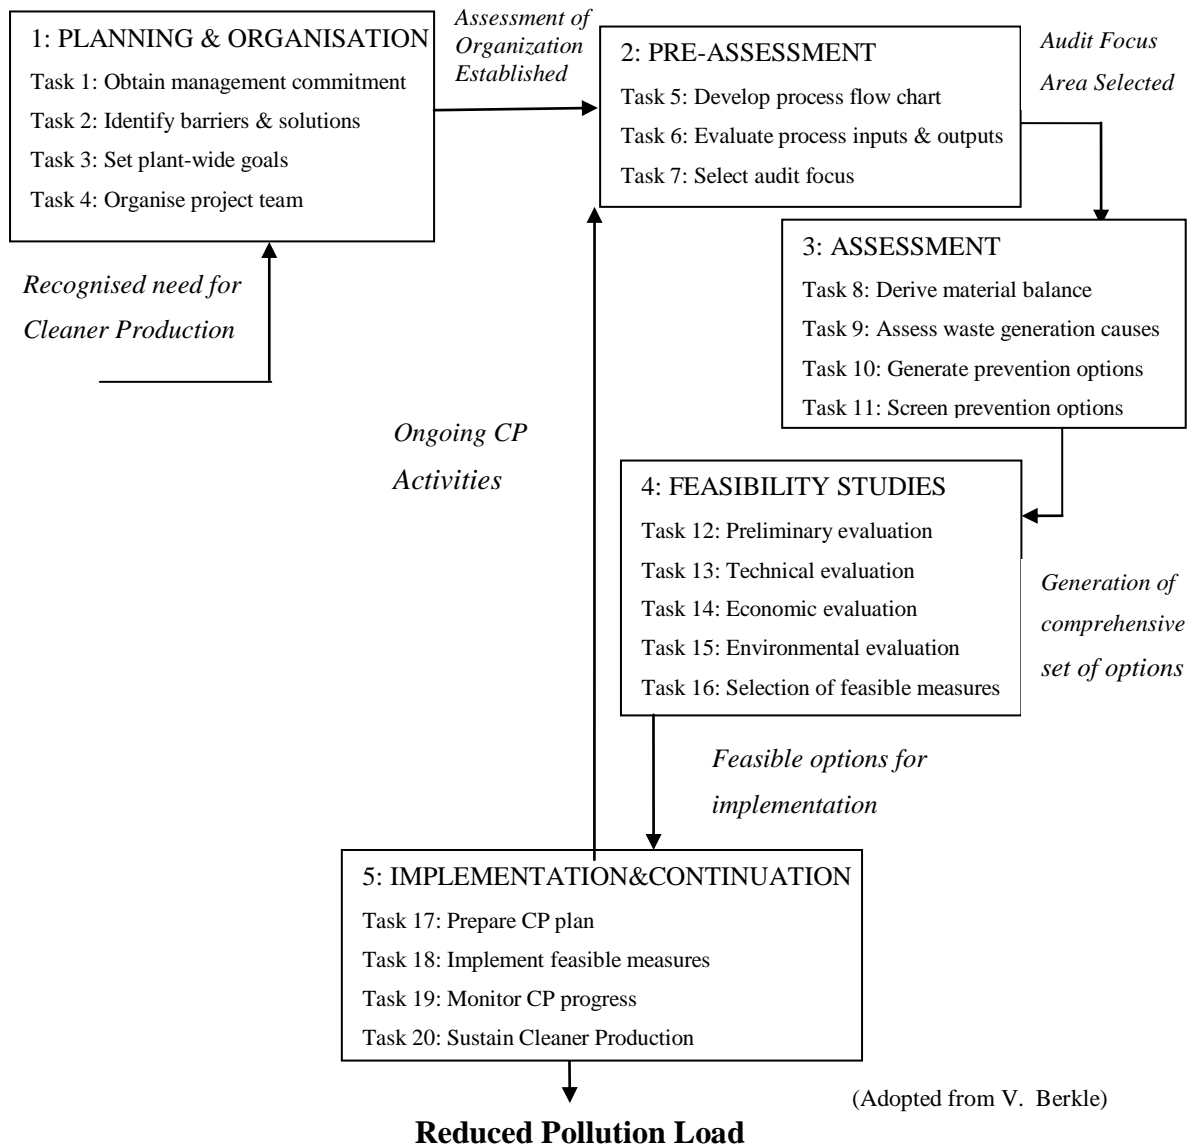 1: PLANNING & ORGANISATION
Task 1: Obtain management commitment
Task 2: Identify barriers & solutions
Task 3: Set plant-wide goals
Task 4: Organise project team
Assessment of
Organization
Established
2: PRE-ASSESSMENT
Task 5: Develop process flow chart
Task 6: Evaluate process inputs & outputs
Task 7: Select audit focus
Audit Focus
Area Selected
Recognised need for
Cleaner Production
3: ASSESSMENT
Task 8: Derive material balance
Task 9: Assess waste generation causes
Task 10: Generate prevention options
Task 11: Screen prevention options
Ongoing CP
Activities
4: FEASIBILITY STUDIES
Task 12: Preliminary evaluation
Task 13: Technical evaluation
Task 14: Economic evaluation
Task 15: Environmental evaluation
Task 16: Selection of feasible measures
Generation of
comprehensive
set of options
Feasible options for
implementation
5: IMPLEMENTATION&CONTINUATION
Task 17: Prepare CP plan
Task 18: Implement feasible measures
Task 19: Monitor CP progress
Task 20: Sustain Cleaner Production
(Adopted from V. Berkle)
Reduced Pollution Load